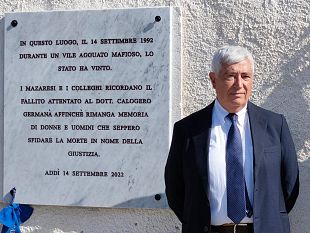 IN QUESTO LUOGO, IL 14 SETTEMBRE 1992
DURANTE UN VILE AGGUATO MAFIOSO, LO
STATO HA VINTO.
I MAZARESI E I COLLEGHI RICORDANO IL
FALLITO ATTENTATO AL DOTT. CALOGERO
GERMANÀ AFFINCHÈ RIMANGA MEMORIA
DI DONNE E UOMINI CHE SEPPERO
SFIDARE LA MORTE IN NOME DELLA
GIUSTIZIA.
ADDÌ 14 SETTEMBRE 2022